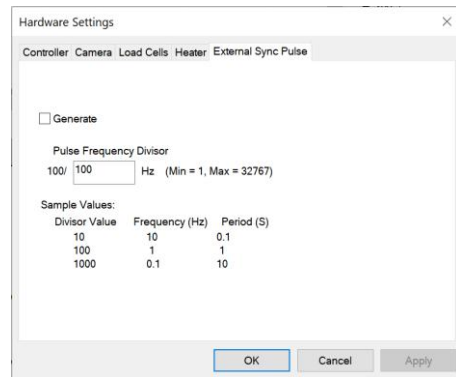 Hardware Settings
Controller Camera Load Cells Heater External Sync Pulse
Generate
Pulse Frequency Divisor
100/ 100 Hz (Min = 1, Max = 32767)
Sample Values:
Divisor Value Frequency (Hz) Period (S)
10 10 0.1
100 1 1
1000 0.1 10
OK Cancel Apply